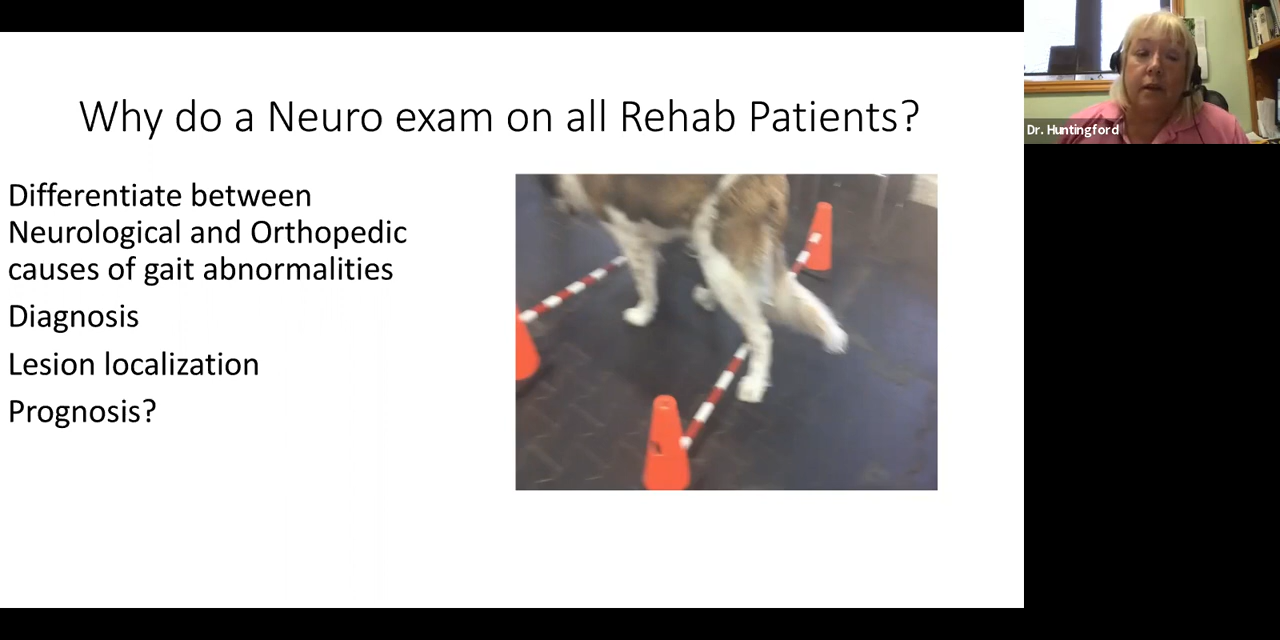 Why do a Neuro exam on all Rehab Patients?
Differentiate between
Neurological and Orthopedic
causes of gait abnormalities
Diagnosis
Lesion localization
Prognosis?
Dr. Huntingford